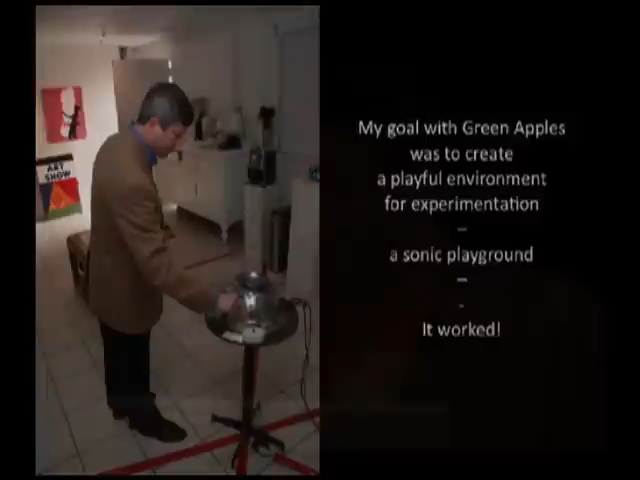 ART
SHOW
My goal with Green Apples
was to create
a playful environment
for experimentation
–
a sonic playground
–
-
It worked!